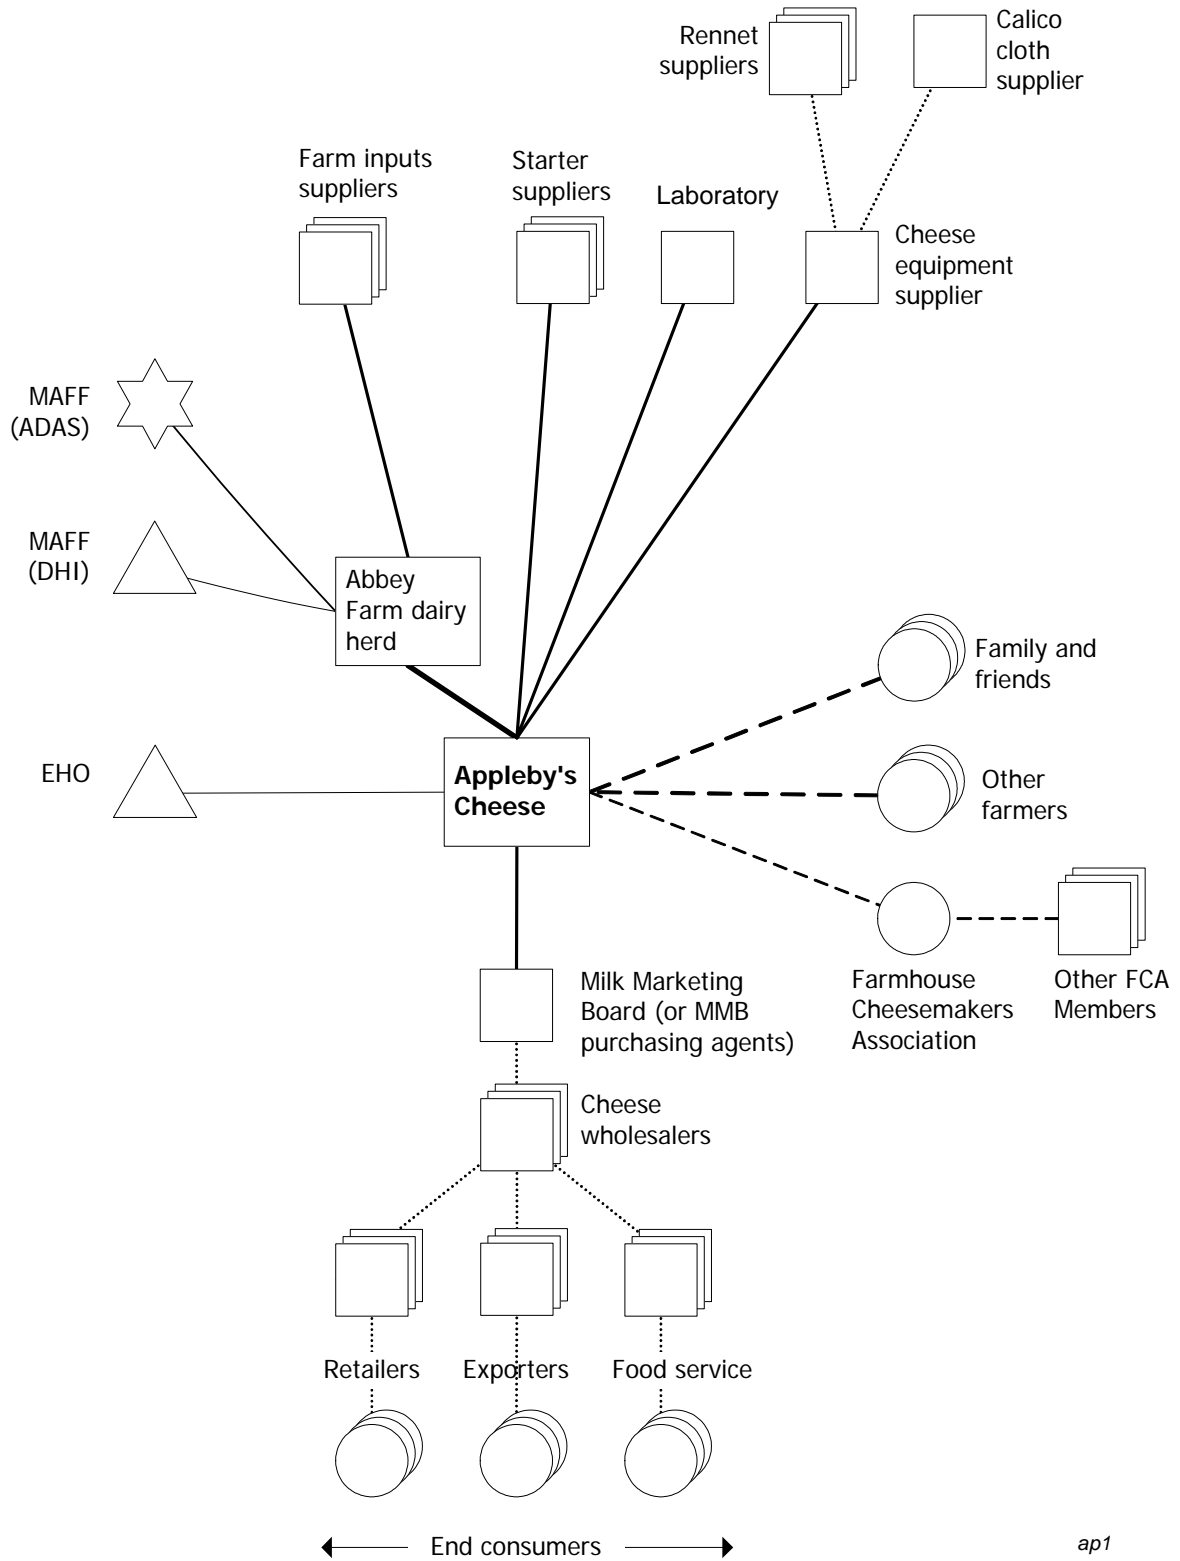 Rennet
suppliers
Calico
cloth
supplier
Farm inputs
suppliers
Starter
suppliers
Laboratory
Cheese
equipment
supplier
MAFF
(ADAS)
MAFF
(DHI)
Abbey
Farm dairy
herd
Family and
friends
EHO
Appleby's
Cheese
Other
farmers
Milk Marketing
Board (or MMB
purchasing agents)
Farmhouse
Cheesemakers
Association
Other FCA
Members
Cheese
wholesalers
Retailers
Exporters
Food service
End consumers
ap1